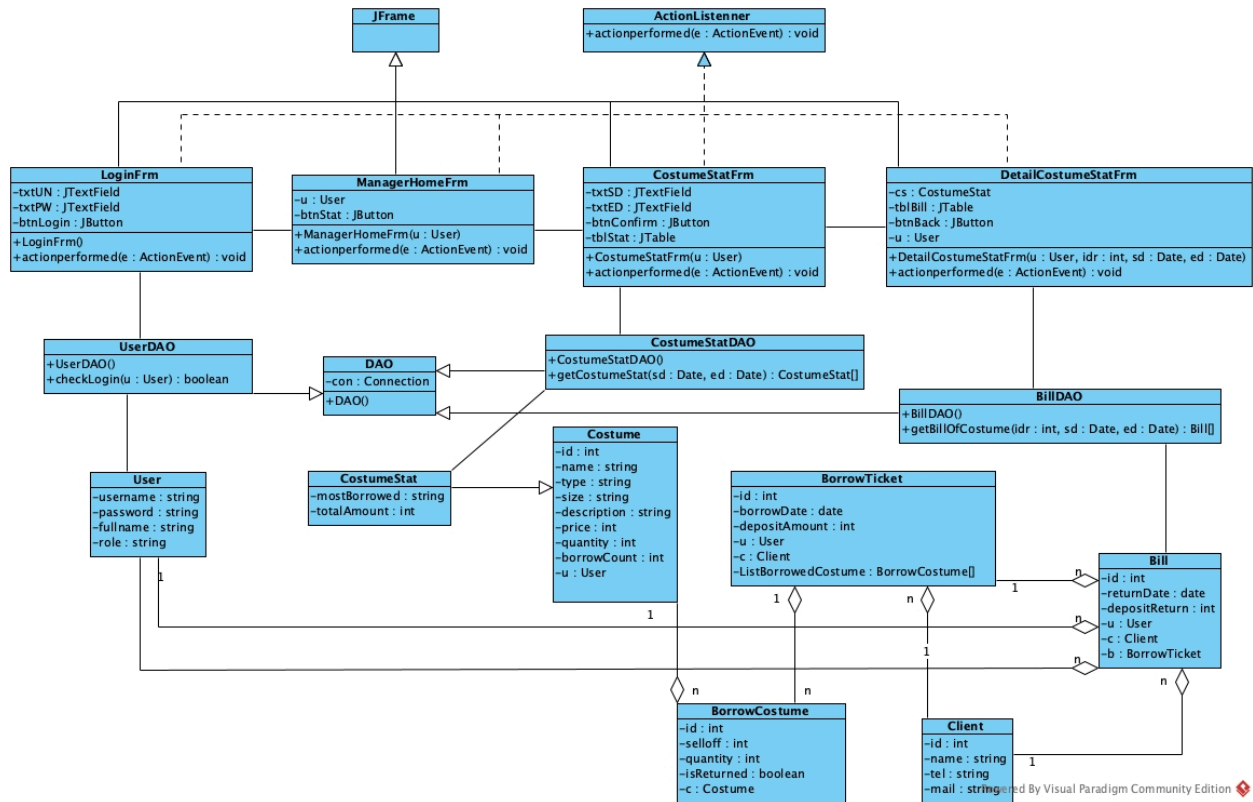 JFrame
ActionListenner
+actionperformed(e : ActionEvent) : void
LoginFrm
-txtUN : JTextField
-txtPW : JTextField
-btnLogin : JButton
+LoginFrm()
+actionperformed(e : ActionEvent) : void
ManagerHomeFrm
-u : User
-btnStat : JButton
+ManagerHomeFrm(u : User)
+actionperformed(e : ActionEvent) : void
CostumeStatFrm
-txtSD : JTextField
-txtED : JTextField
-btnConfirm : JButton
-tblStat : JTable
+CostumeStatFrm(u : User)
+actionperformed(e : ActionEvent) : void
DetailCostumeStatFrm
-cs : CostumeStat
-tblBill : JTable
-btnBack : JButton
-u : User
+DetailCostumeStatFrm(u : User, idr : int, sd : Date, ed : Date)
+actionperformed(e : ActionEvent) : void
UserDAO
+UserDAO()
+checkLogin(u : User) : boolean
DAO
-con : Connection
+DAO()
CostumeStatDAO
+CostumeStatDAO()
+getCostumeStat(sd : Date, ed : Date) : CostumeStat[]
BillDAO
+BillDAO()
+getBillOfCostume(idr : int, sd : Date, ed : Date) : Bill[]
User
-username : string
-password : string
-fullname : string
-role : string
CostumeStat
-mostBorrowed : string
-totalAmount : int
Costume
-id : int
-name : string
-type : string
-size : string
-description : string
-price : int
-quantity : int
-borrowCount : int
-u : User
BorrowTicket
-id : int
-borrowDate : date
-depositAmount : int
-u : User
-c : Client
-ListBorrowedCostume : BorrowCostume[]
Bill
-id : int
-returnDate : date
-depositReturn : int
-u : User
-c : Client
-b : BorrowTicket
1
n
1
1
n
1
n
n
1
n
n
n
1
BorrowCostume
-id : int
-selloff : int
-quantity : int
-isReturned : boolean
-c : Costume
Client
-id : int
-name : string
-tel : string
-mail : string
Powered By Visual Paradigm Community Edition